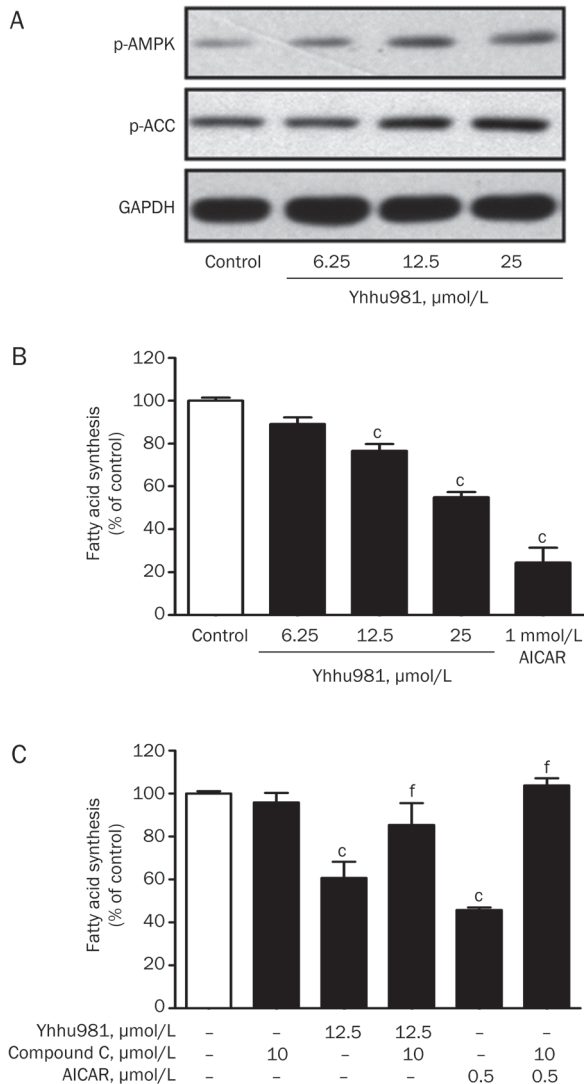 A
p-AMPK
p-ACC
GAPDH
Control 6.25 12.5 25
Yhhu981, μmol/L
B
Fatty acid synthesis
(% of control)
120
100
80
60
40
20
0
c
c
c
Control 6.25 12.5 25 1 mmol/L
AICAR
Yhhu981, μmol/L
C
Fatty acid synthesis
(% of control)
120
100
80
60
40
20
0
c
f
c
f
Yhhu981, μmol/L – – 12.5 12.5 – –
Compound C, μmol/L – 10 – 10 – 10
AICAR, μmol/L – – – – 0.5 0.5